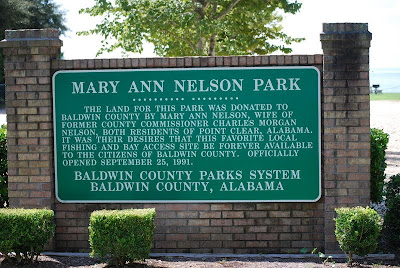 MARY ANN NELSON PARK
THE LAND FOR THIS PARK WAS DONATED TO
BALDWIN COUNTY BY MARY ANN NELSON, WIFE OF
FORMER COUNTY COMMISSIONER CHARLES MORGAN
NELSON, BOTH RESIDENTS OF POINT CLEAR, ALABAMA.
IT WAS THEIR DESIRES THAT THIS FAVORITE LOCAL
FISHING AND BAY ACCESS SITE BE FOREVER AVAILABLE
TO THE CITIZENS OF BALDWIN COUNTY. OFFICIALLY
OPENED SEPTEMBER 25, 1991.
BALDWIN COUNTY PARKS SYSTEM
BALDWIN COUNTY, ALABAMA